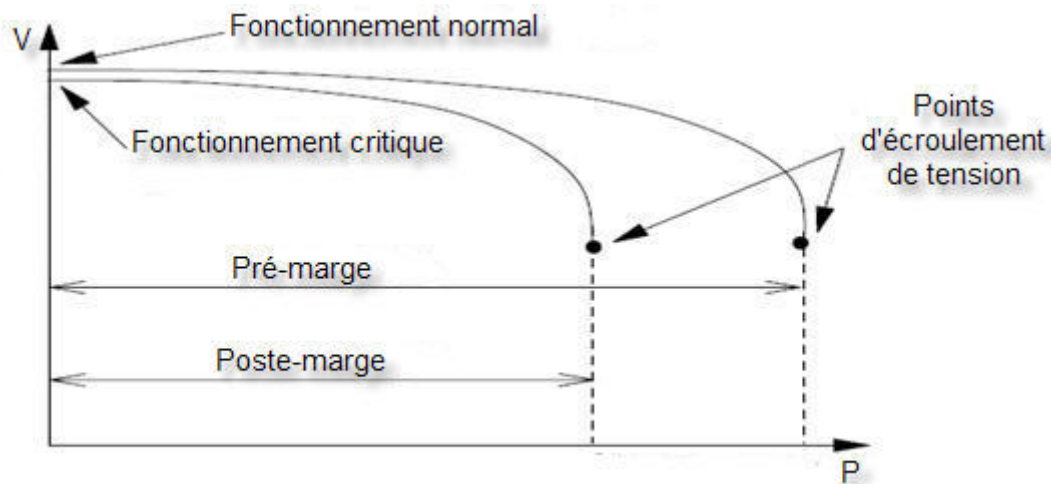 V
Fonctionnement normal
Fonctionnement critique
Points
d'écroulement
de tension
Pré-marge
Poste-marge
P